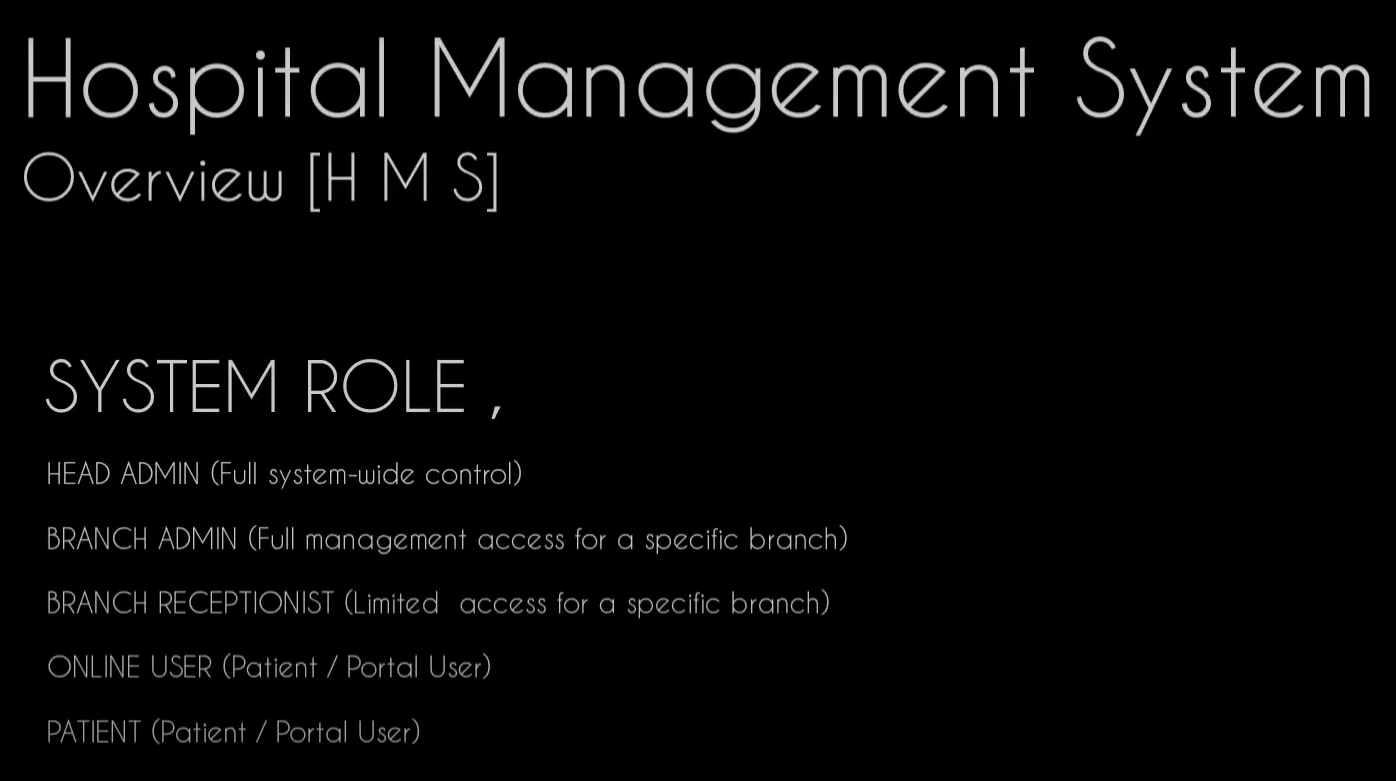 Hospital Management System
Overview [H M S]
SYSTEM ROLE ,
HEAD ADMIN (Full system-wide control)
BRANCH ADMIN (Full management access for a specific branch)
BRANCH RECEPTIONIST (Limited  access for a specific branch)
ONLINE USER (Patient / Portal User)
PATIENT (Patient / Portal User)